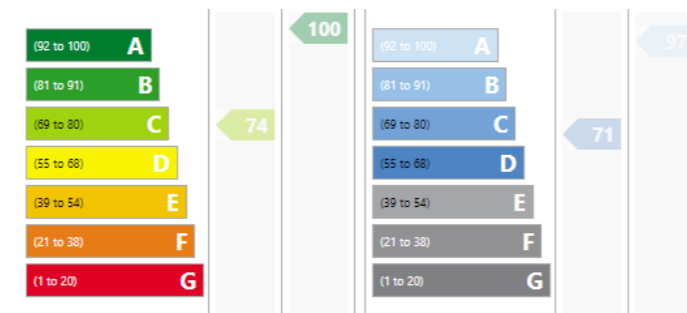 (92 to 100) A
(81 to 91) B
(69 to 80) C
(55 to 68) D
(39 to 54) E
(21 to 38) F
(1 to 20) G
74
100
(92 to 100) A
(81 to 91) B
(69 to 80) C
(55 to 68) D
(39 to 54) E
(21 to 38) F
(1 to 20) G
71
97